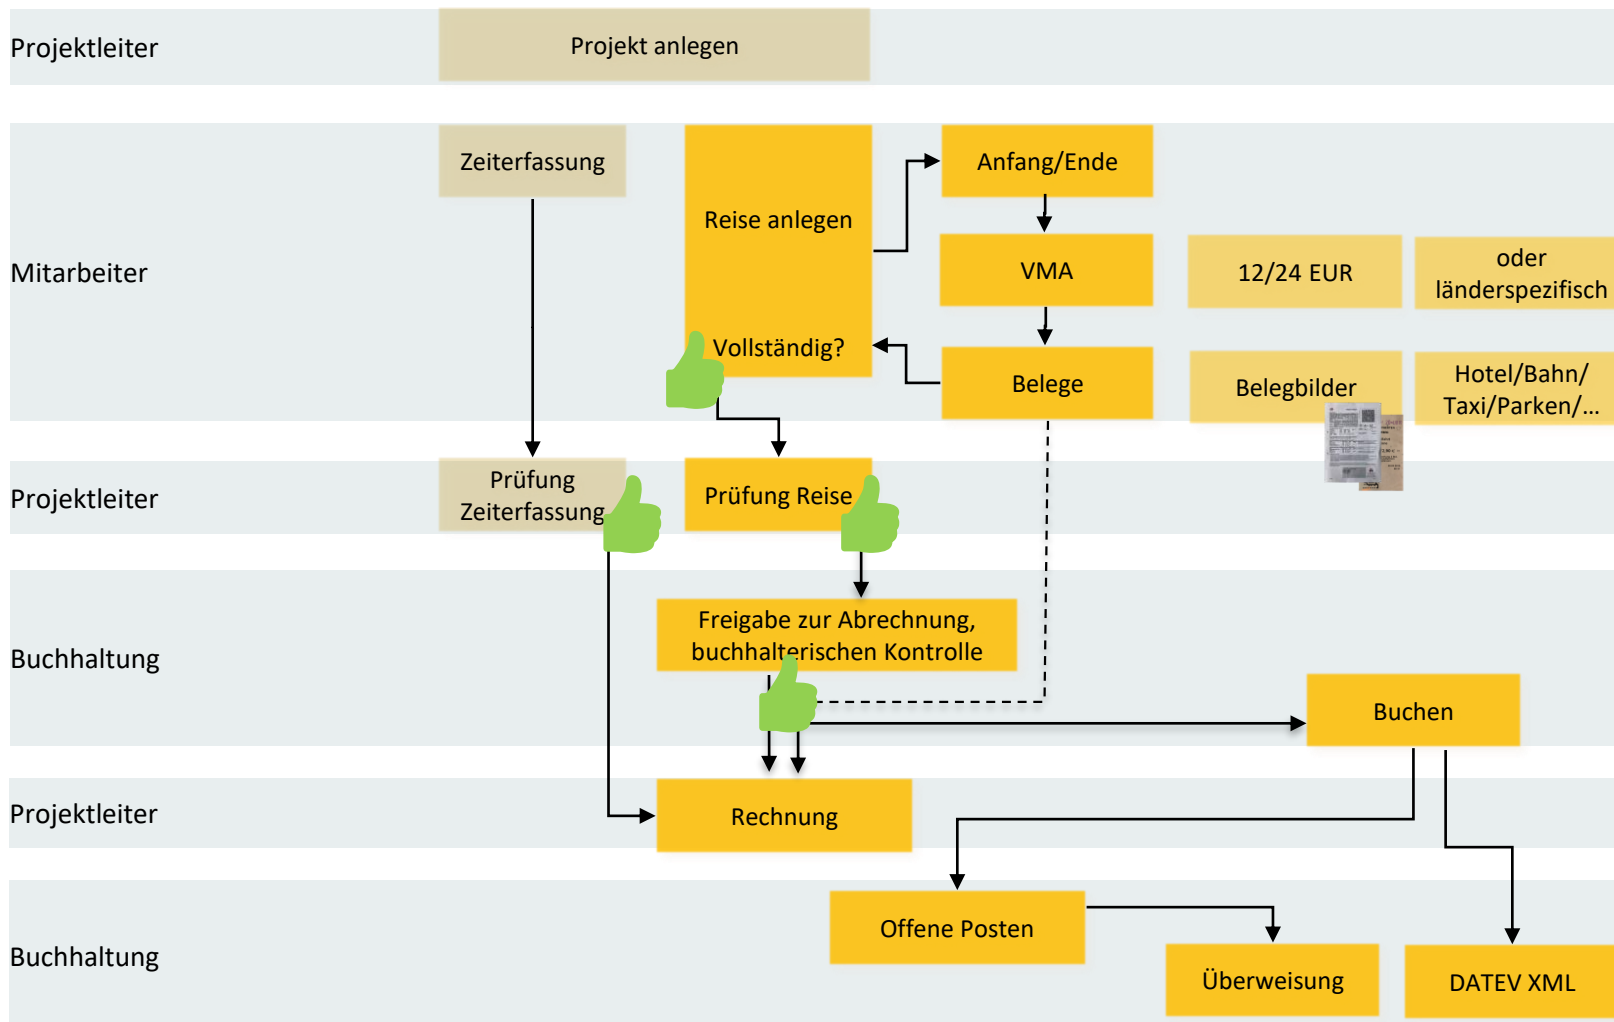 Projektleiter
Projekt anlegen
Zeiterfassung
Anfang/Ende
Reise anlegen
Mitarbeiter
VMA
12/24 EUR
oder
länderspezifisch
Vollständig?
Belege
Belegbilder
Hotel/Bahn/
Taxi/Parken/...
Projektleiter
Prüfung
Zeiterfassung
Prüfung Reise
Buchhaltung
Freigabe zur Abrechnung,
buchhalterischen Kontrolle
Buchen
Projektleiter
Rechnung
Buchhaltung
Offene Posten
Überweisung
DATEV XML